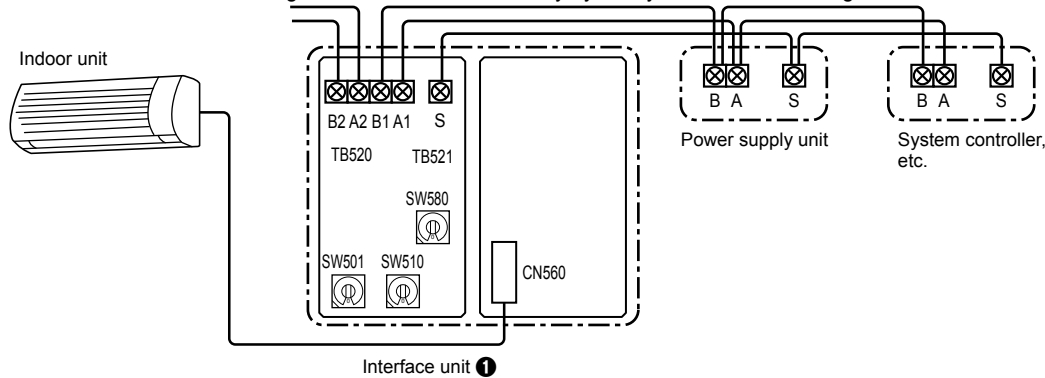 Indoor unit
B2 A2 B1 A1 S
TB520 TB521
SW580
SW501 SW510
CN560
Interface unit ❶
B A S
Power supply unit
B A S
System controller,
etc.